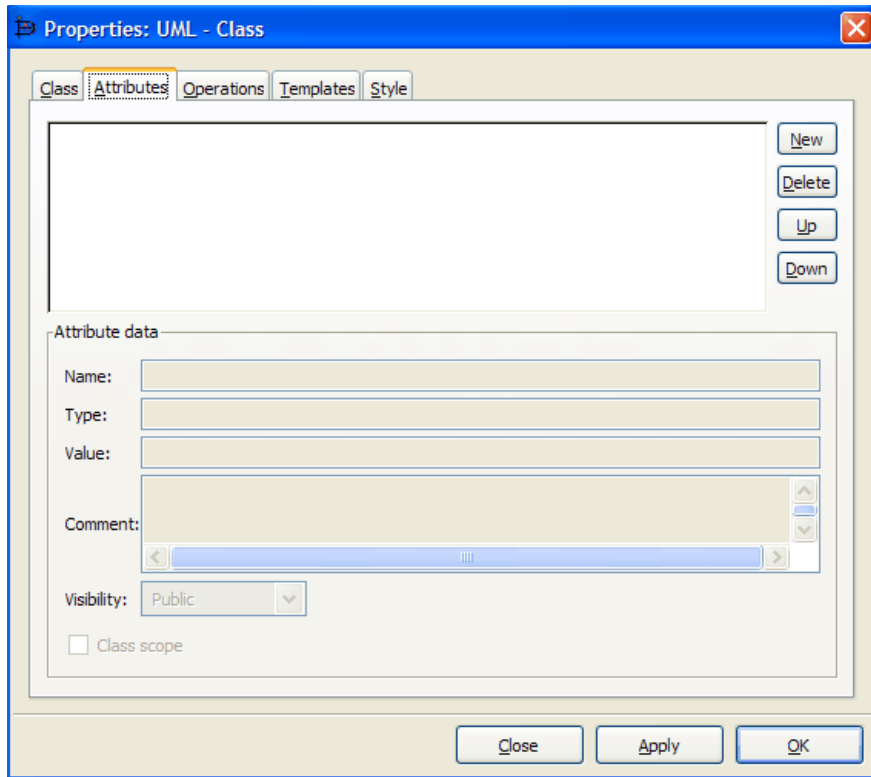 Properties: UML - Class
Class Attributes Operations Templates Style
New
Delete
Up
Down
Attribute data
Name:
Type:
Value:
Comment:
Visibility: Public
Class scope
Close Apply OK